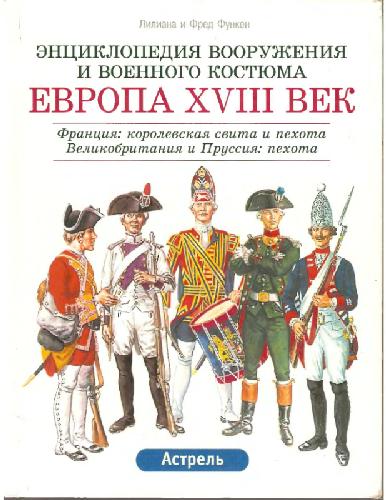 Лилиана и Фред Функен
ЭНЦИКЛОПЕДИЯ ВООРУЖЕНИЯ
И ВОЕННОГО КОСТЮМА
ЕВРОПА XVIII ВЕК
Франция: королевская свита и пехота
Великобритания и Пруссия: пехота
Астрель